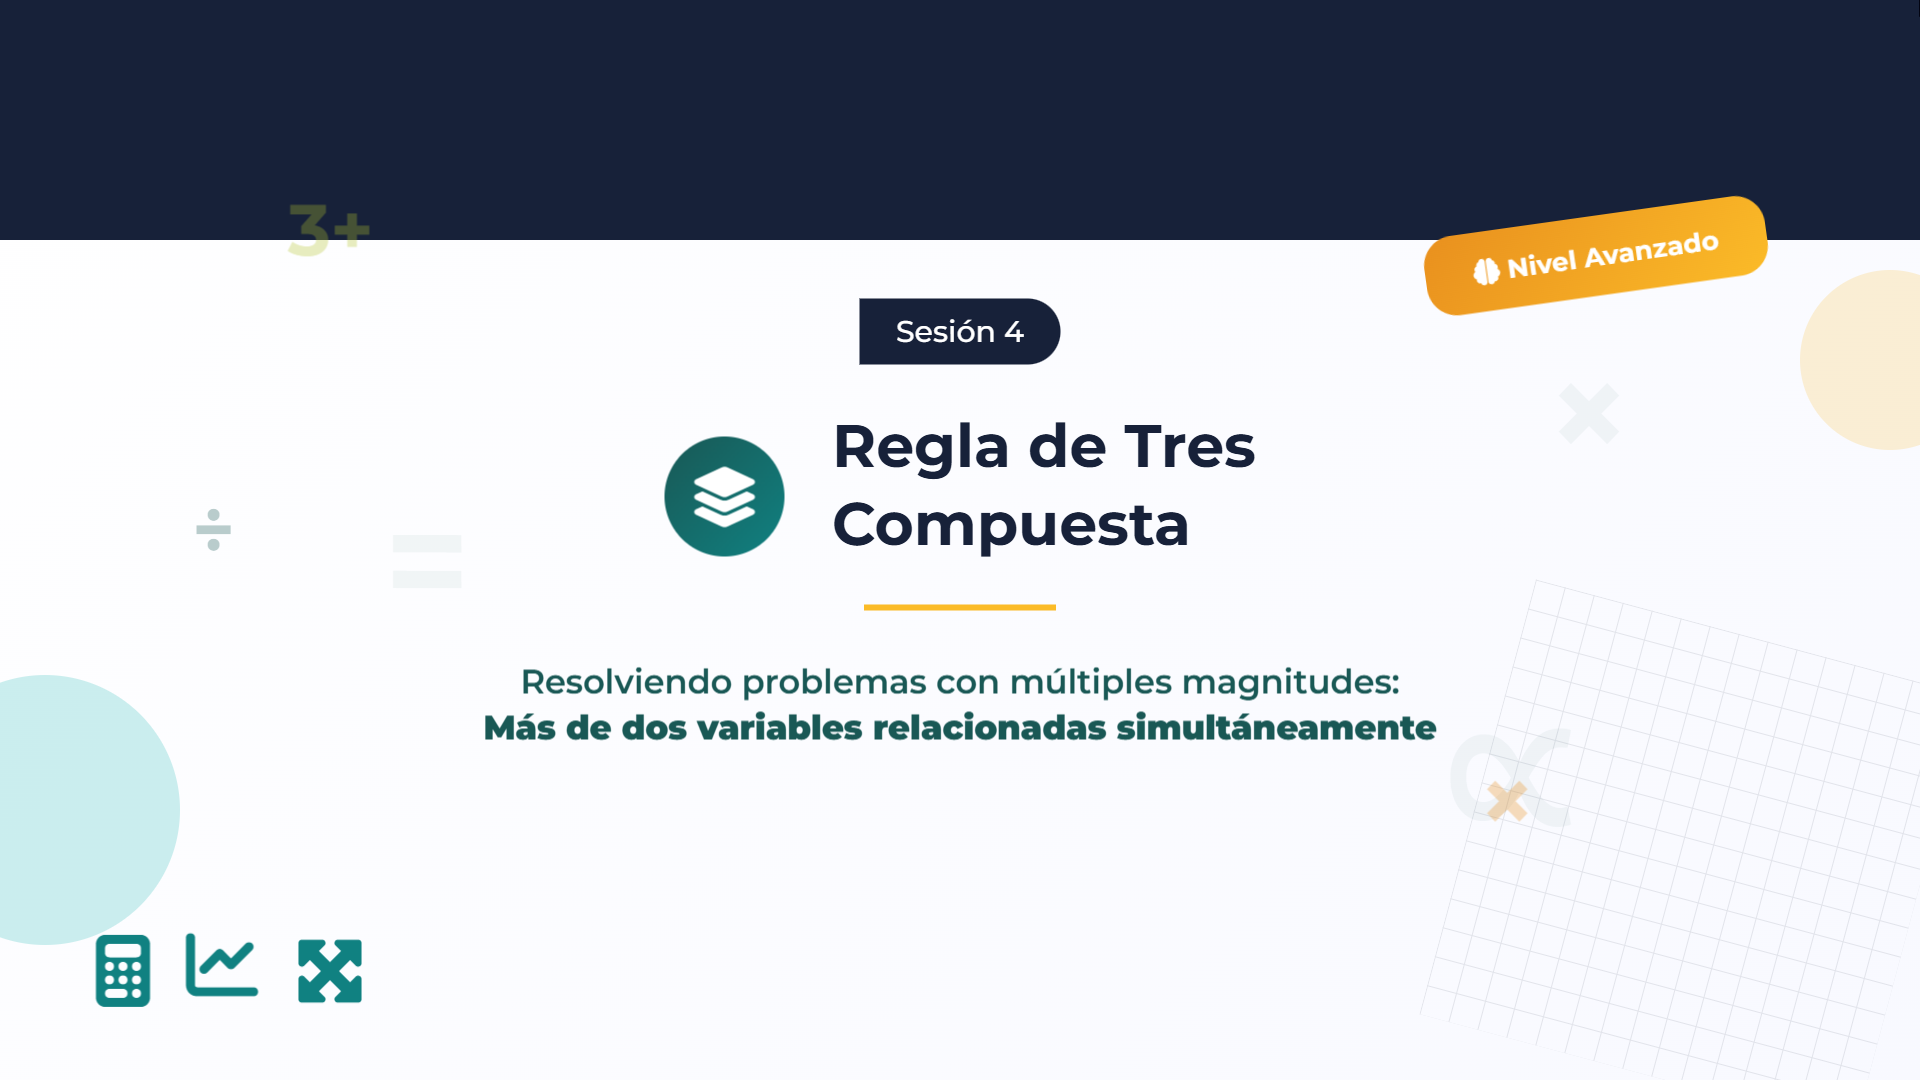 3+
Nivel Avanzado
Sesión 4
Regla de Tres
Compuesta
×
÷
=
Resolviendo problemas con múltiples magnitudes:
Más de dos variables relacionadas simultáneamente
∝
×